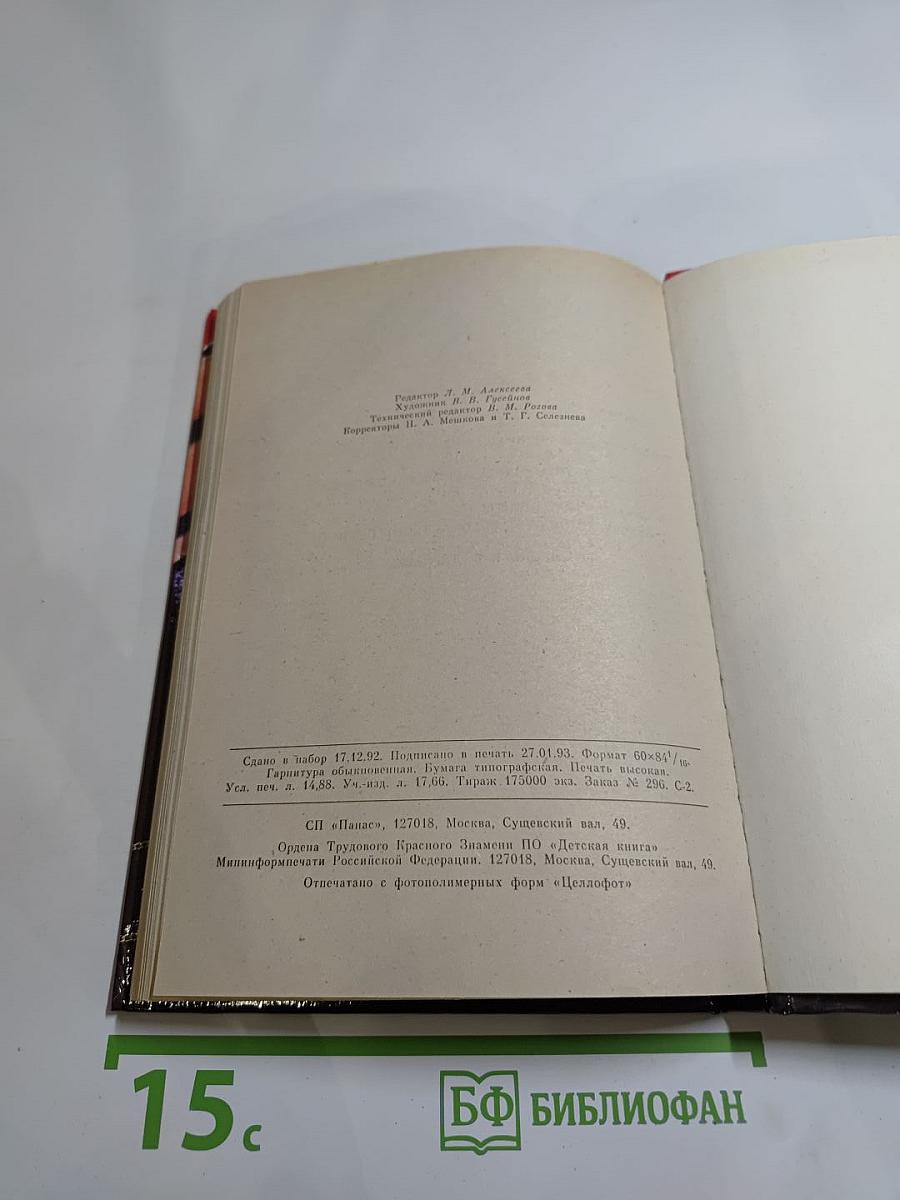 Редактор Л. М. Алексеева
Художник В. В. Гусейнов
Технический редактор В. М. Рогова
Корректоры Н. А. Мешкова и Т. Г. Селезнева
Сдано в набор 17.12.92. Подписано в печать 27.01.93. Формат 60×84 1/16.
Гарнитура обыкновенная. Бумага типографская. Печать высокая.
Усл. печ. л. 14,88. Уч.-изд. л. 17,66. Тираж 175000 экз. Заказ № 296. С-2.
СП «Панас», 127018, Москва, Сущевский вал, 49.
Ордена Трудового Красного Знамени ПО «Детская книга»
Мининформпечати Российской Федерации. 127018, Москва, Сущевский вал, 49.
Отпечатано с фотополимерных форм «Целлофот»
15 с
БФ БИБЛИОФАН